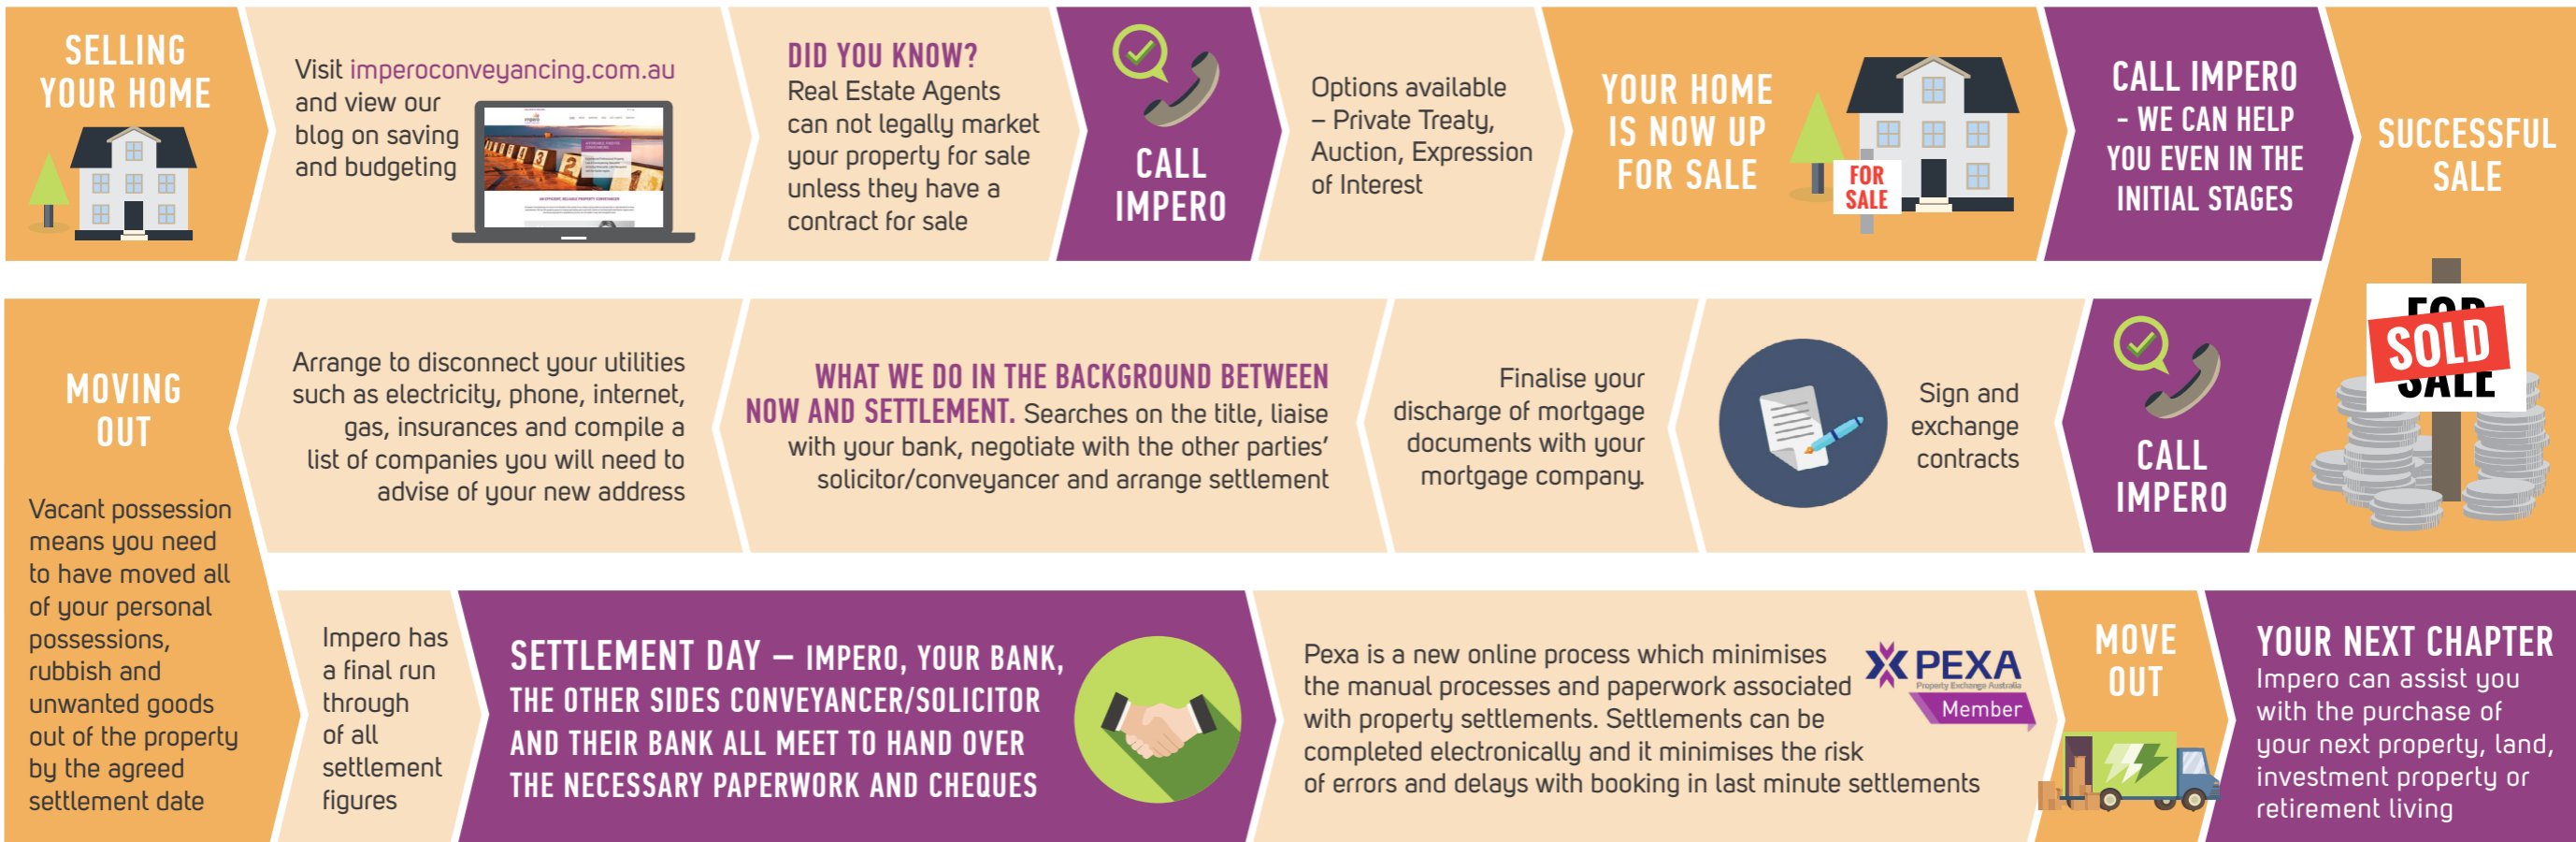 SELLING
YOUR HOME
Visit imperoconveyancing.com.au
and view our
blog on saving
and budgeting
DID YOU KNOW?
Real Estate Agents
can not legally market
your property for sale
unless they have a
contract for sale
CALL
IMPERO
Options available
– Private Treaty,
Auction, Expression
of Interest
YOUR HOME
IS NOW UP
FOR SALE
FOR
SALE
CALL IMPERO
- WE CAN HELP
YOU EVEN IN THE
INITIAL STAGES
SUCCESSFUL
SALE
FOR
SOLD
SALE
CALL
IMPERO
Sign and
exchange
contracts
Finalise your
discharge of mortgage
documents with your
mortgage company.
WHAT WE DO IN THE BACKGROUND BETWEEN
NOW AND SETTLEMENT. Searches on the title, liaise
with your bank, negotiate with the other parties'
solicitor/conveyancer and arrange settlement
Arrange to disconnect your utilities
such as electricity, phone, internet,
gas, insurances and compile a
list of companies you will need to
advise of your new address
MOVING
OUT
Vacant possession
means you need
to have moved all
of your personal
possessions,
rubbish and
unwanted goods
out of the property
by the agreed
settlement date
Impero has
a final run
through
of all
settlement
figures
SETTLEMENT DAY – IMPERO, YOUR BANK,
THE OTHER SIDES CONVEYANCER/SOLICITOR
AND THEIR BANK ALL MEET TO HAND OVER
THE NECESSARY PAPERWORK AND CHEQUES
Pexa is a new online process which minimises
the manual processes and paperwork associated
with property settlements. Settlements can be
completed electronically and it minimises the risk
of errors and delays with booking in last minute settlements
PEXA
Property Exchange Australia
Member
MOVE
OUT
YOUR NEXT CHAPTER
Impero can assist you
with the purchase of
your next property, land,
investment property or
retirement living